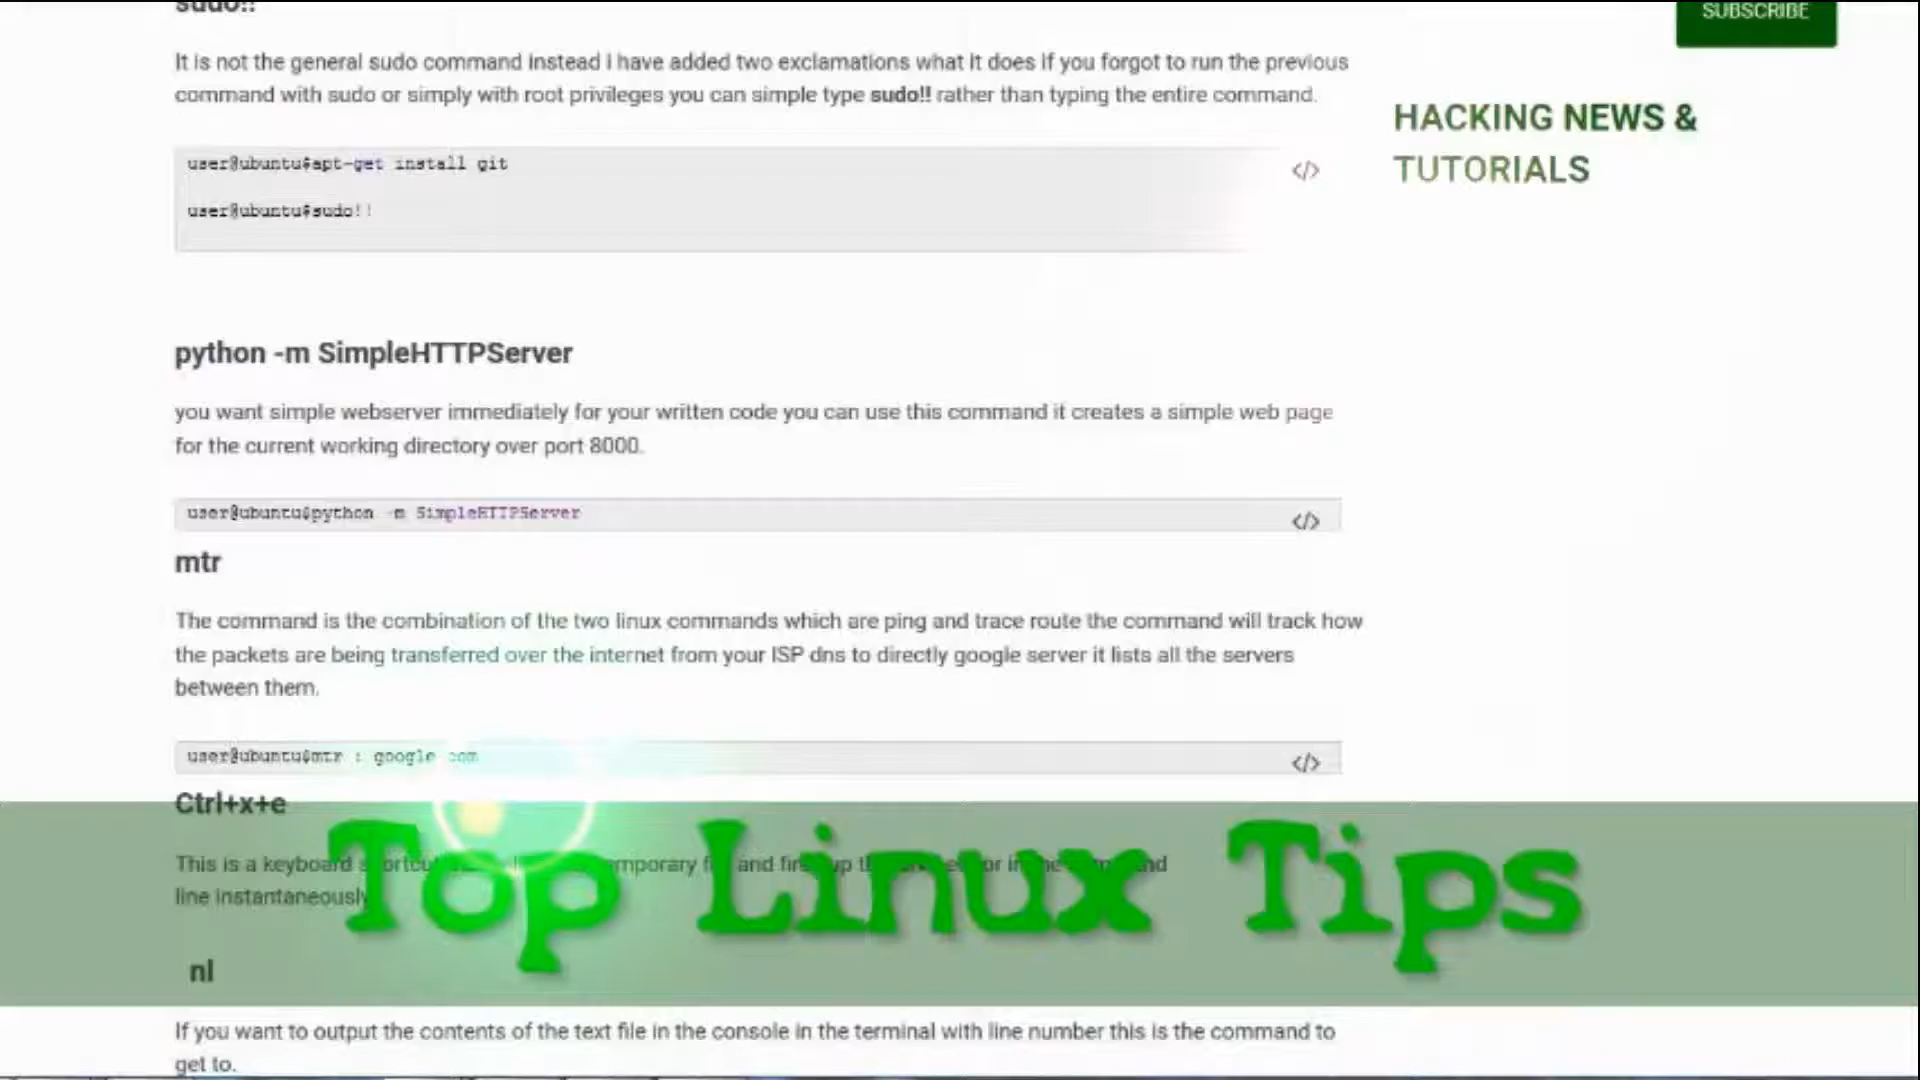 sudo!!
SUBSCRIBE
It is not the general sudo command instead I have added two exclamations what it does if you forgot to run the previous
command with sudo or simply with root privileges you can simple type sudo!! rather than typing the entire command.
HACKING NEWS &
TUTORIALS
user@ubuntu$apt-get install git
</>
user@ubuntu$sudo!!
python -m SimpleHTTPServer
you want simple webserver immediately for your written code you can use this command it creates a simple web page
for the current working directory over port 8000.
user@ubuntu$python -m SimpleHTTPServer
</>
mtr
The command is the combination of the two linux commands which are ping and trace route the command will track how
the packets are being transferred over the internet from your ISP dns to directly google server it lists all the servers
between them.
user@ubuntu$mtr : google com
</>
Ctrl+x+e
This is a keyboard and
line instantaneously
Top Linux Tips
nl
If you want to output the contents of the text file in the console in the terminal with line number this is the command to
get to.